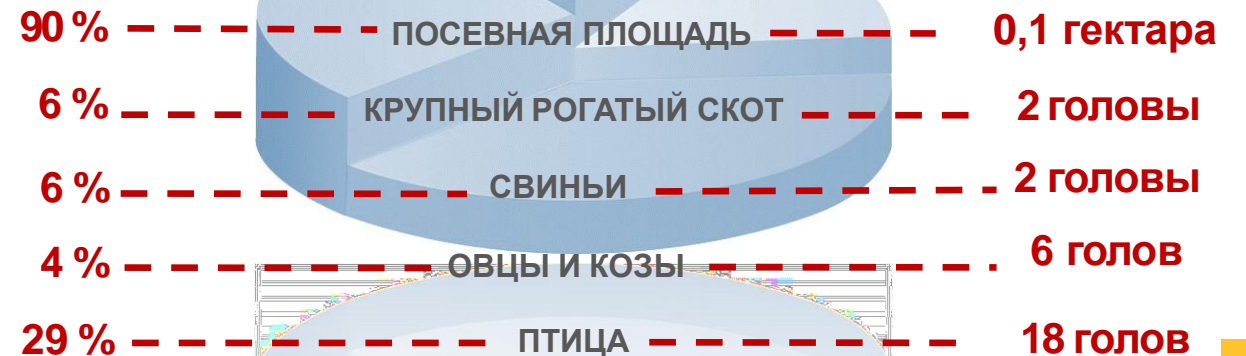 90 % ПОСЕВНАЯ ПЛОЩАДЬ 0,1 гектара
6 % КРУПНЫЙ РОГАТЫЙ СКОТ 2 головы
6 % СВИНЬИ 2 головы
4 % ОВЦЫ И КОЗЫ 6 голов
29 % ПТИЦА 18 голов